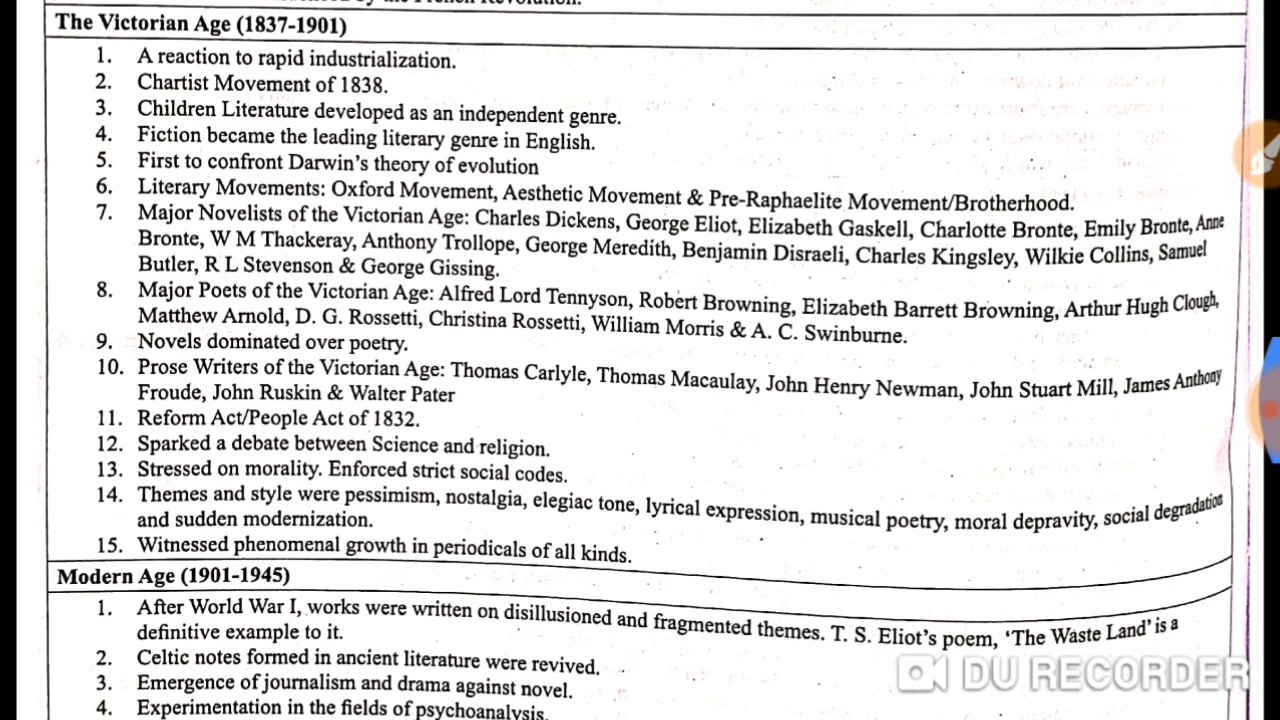 The Victorian Age (1837-1901)
1. A reaction to rapid industrialization.
2. Chartist Movement of 1838.
3. Children Literature developed as an independent genre.
4. Fiction became the leading literary genre in English.
5. First to confront Darwin's theory of evolution
6. Literary Movements: Oxford Movement, Aesthetic Movement & Pre-Raphaelite Movement/Brotherhood.
7. Major Novelists of the Victorian Age: Charles Dickens, George Eliot, Elizabeth Gaskell, Charlotte Bronte, Emily Bronte, Anne
Bronte, W M Thackeray, Anthony Trollope, George Meredith, Benjamin Disraeli, Charles Kingsley, Wilkie Collins, Samuel
Butler, R L Stevenson & George Gissing.
8. Major Poets of the Victorian Age: Alfred Lord Tennyson, Robert Browning, Elizabeth Barrett Browning, Arthur Hugh Clough,
Matthew Arnold, D. G. Rossetti, Christina Rossetti, William Morris & A. C. Swinburne.
9. Novels dominated over poetry.
10. Prose Writers of the Victorian Age: Thomas Carlyle, Thomas Macaulay, John Henry Newman, John Stuart Mill, James Anthony
Froude, John Ruskin & Walter Pater
11. Reform Act/People Act of 1832.
12. Sparked a debate between Science and religion.
13. Stressed on morality. Enforced strict social codes.
14. Themes and style were pessimism, nostalgia, elegiac tone, lyrical expression, musical poetry, moral depravity, social degradation
and sudden modernization.
15. Witnessed phenomenal growth in periodicals of all kinds.
Modern Age (1901-1945)
1. After World War I, works were written on disillusioned and fragmented themes. T. S. Eliot's poem, 'The Waste Land' is a
definitive example to it.
2. Celtic notes formed in ancient literature were revived.
3. Emergence of journalism and drama against novel.
4. Experimentation in the fields of psychoanalysis.
DU RECORDER